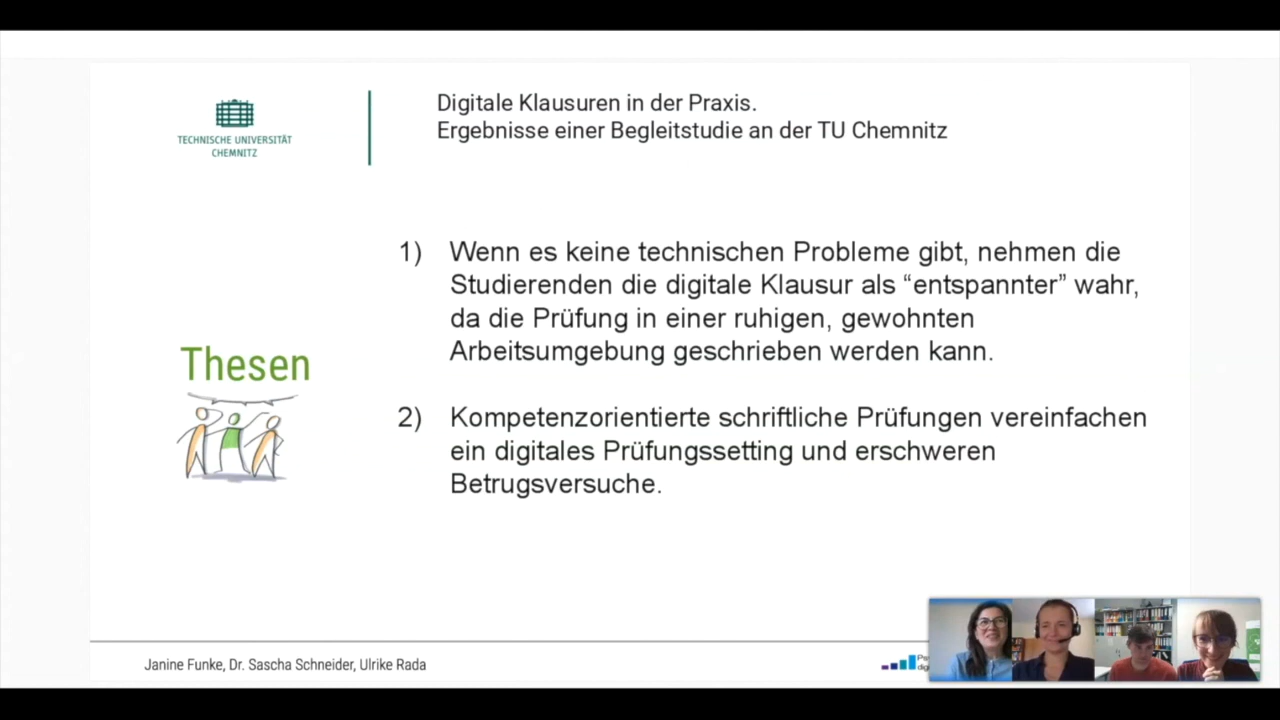 TECHNISCHE UNIVERSITÄT
CHEMNITZ
Digitale Klausuren in der Praxis.
Ergebnisse einer Begleitstudie an der TU Chemnitz
1) Wenn es keine technischen Probleme gibt, nehmen die
Studierenden die digitale Klausur als “entspannter” wahr,
da die Prüfung in einer ruhigen, gewohnten
Arbeitsumgebung geschrieben werden kann.
Thesen
2) Kompetenzorientierte schriftliche Prüfungen vereinfachen
ein digitales Prüfungssetting und erschweren
Betrugsversuche.
Janine Funke, Dr. Sascha Schneider, Ulrike Rada